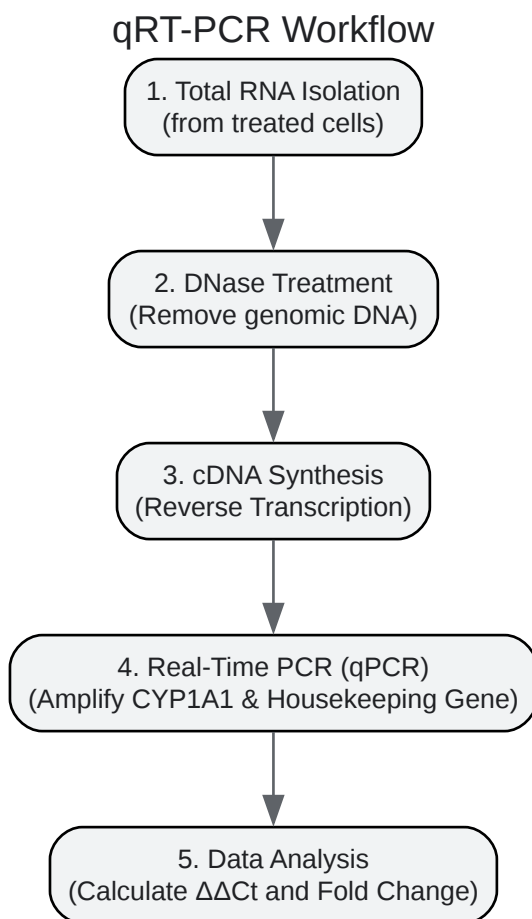 qRT-PCR Workflow
1. Total RNA Isolation
(from treated cells)
2. DNase Treatment
(Remove genomic DNA)
3. cDNA Synthesis
(Reverse Transcription)
4. Real-Time PCR (qPCR)
(Amplify CYP1A1 & Housekeeping Gene)
5. Data Analysis
(Calculate ΔΔCt and Fold Change)